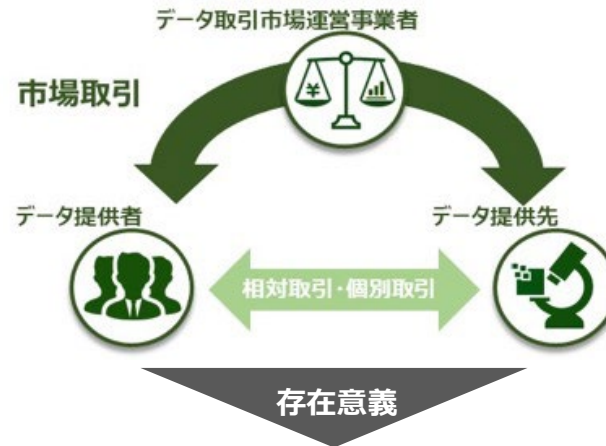 データ取引市場運営事業者
¥
市場取引
データ提供者
データ提供先
相対取引・個別取引
存在意義